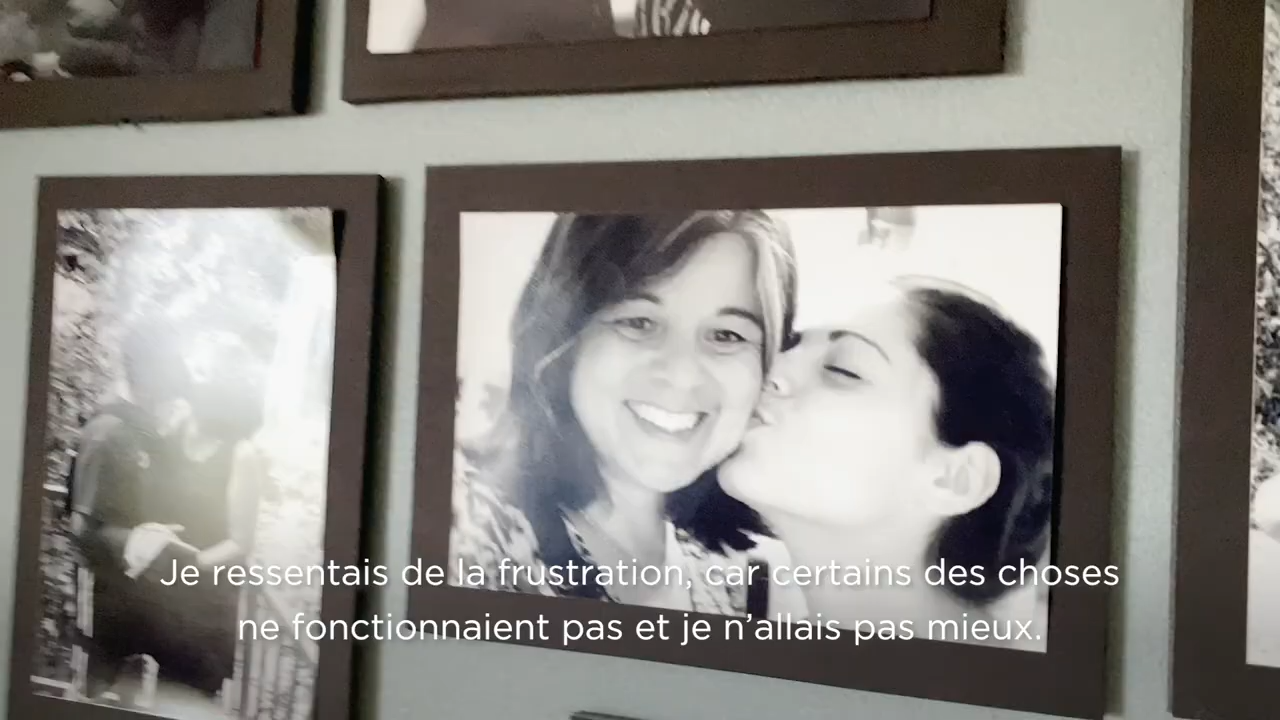 Je ressentais de la frustration, car certains des choses
ne fonctionnaient pas et je n’allais pas mieux.